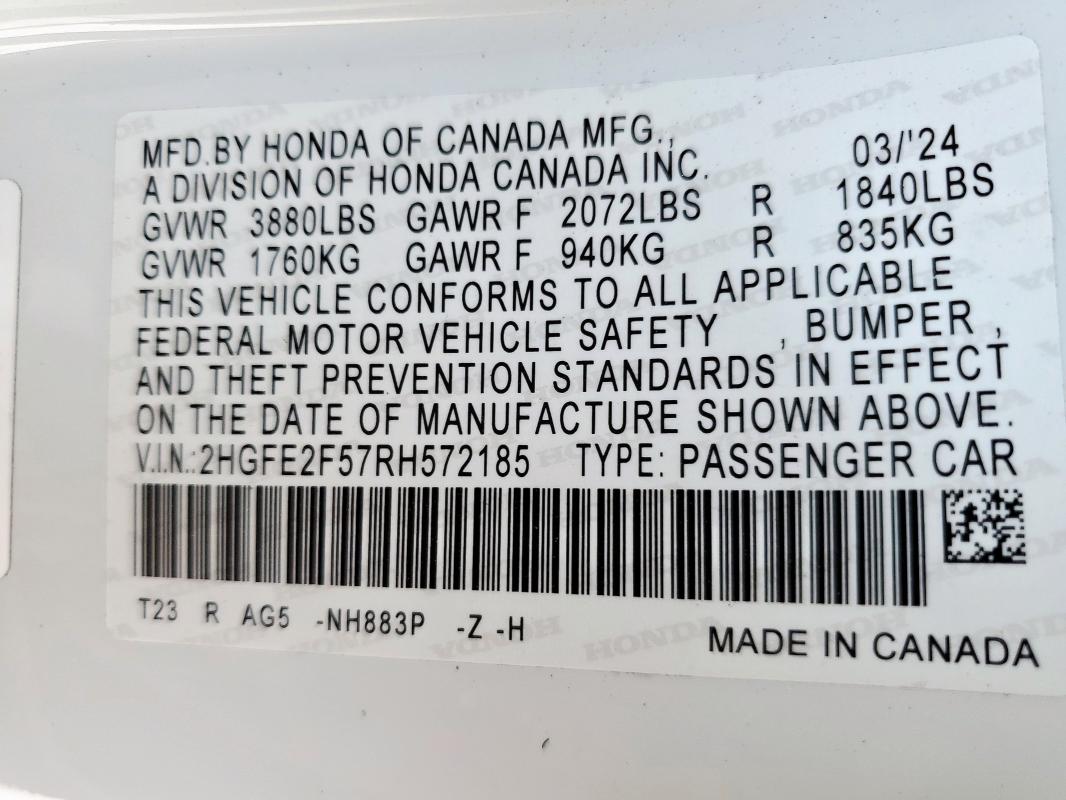 MFD.BY HONDA OF CANADA MFG.,
A DIVISION OF HONDA CANADA INC. 03/'24
GVWR 3880LBS GAWR F 2072LBS R 1840LBS
GVWR 1760KG GAWR F 940KG R 835KG
THIS VEHICLE CONFORMS TO ALL APPLICABLE
FEDERAL MOTOR VEHICLE SAFETY , BUMPER ,
AND THEFT PREVENTION STANDARDS IN EFFECT
ON THE DATE OF MANUFACTURE SHOWN ABOVE.
V.I.N.:2HGFE2F57RH572185 TYPE: PASSENGER CAR
T23 R AG5 -NH883P -Z -H
MADE IN CANADA